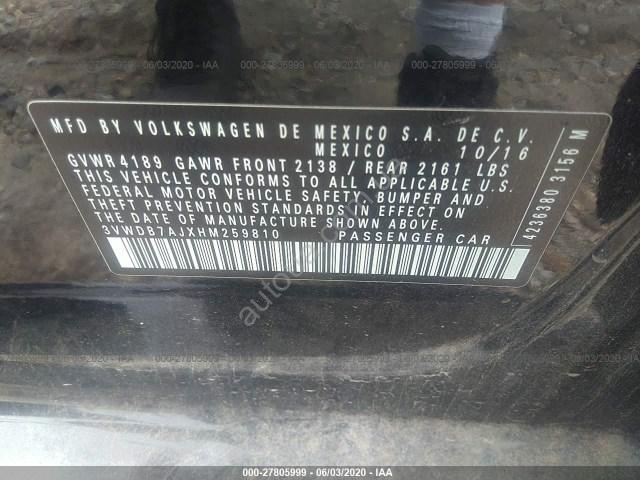 000-27805999 - 06/03/2020 - IAA
MFD BY VOLKSWAGEN DE MEXICO S.A. DE C.V.
MEXICO 10/16
GVWR4189 GAWR FRONT 2138 / REAR 2161 LBS
THIS VEHICLE CONFORMS TO ALL APPLICABLE U.S.
FEDERAL MOTOR VEHICLE SAFETY, BUMPER AND
THEFT PREVENTION STANDARDS IN EFFECT ON
THE DATE OF MANUFACTURE SHOWN ABOVE.
3VWDB7AJXHM259810 PASSENGER CAR
4236380 3156 M
000-27805999 - 06/03/2020 - IAA